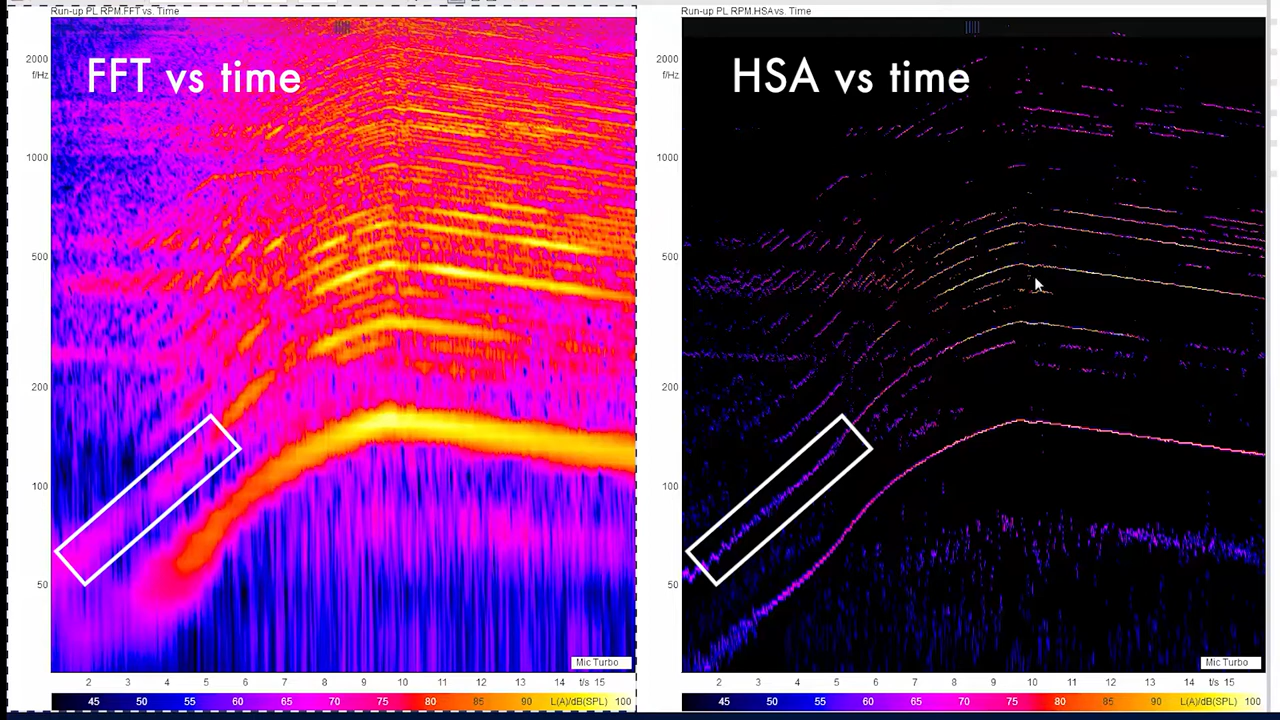 Run-up PL RPM.FFT vs. Time
FFT vs time
2000
f/Hz
1000
500
200
100
50
Mic Turbo
2 3 4 5 6 7 8 9 10 11 12 13 14 t/s 15
45 50 55 60 65 70 75 80 85 90 L(A)/dB(SPL) 100
Run-up PL RPM.HSA vs. Time
HSA vs time
2000
f/Hz
1000
500
200
100
50
Mic Turbo
2 3 4 5 6 7 8 9 10 11 12 13 14 t/s 15
45 50 55 60 65 70 75 80 85 90 L(A)/dB(SPL) 100